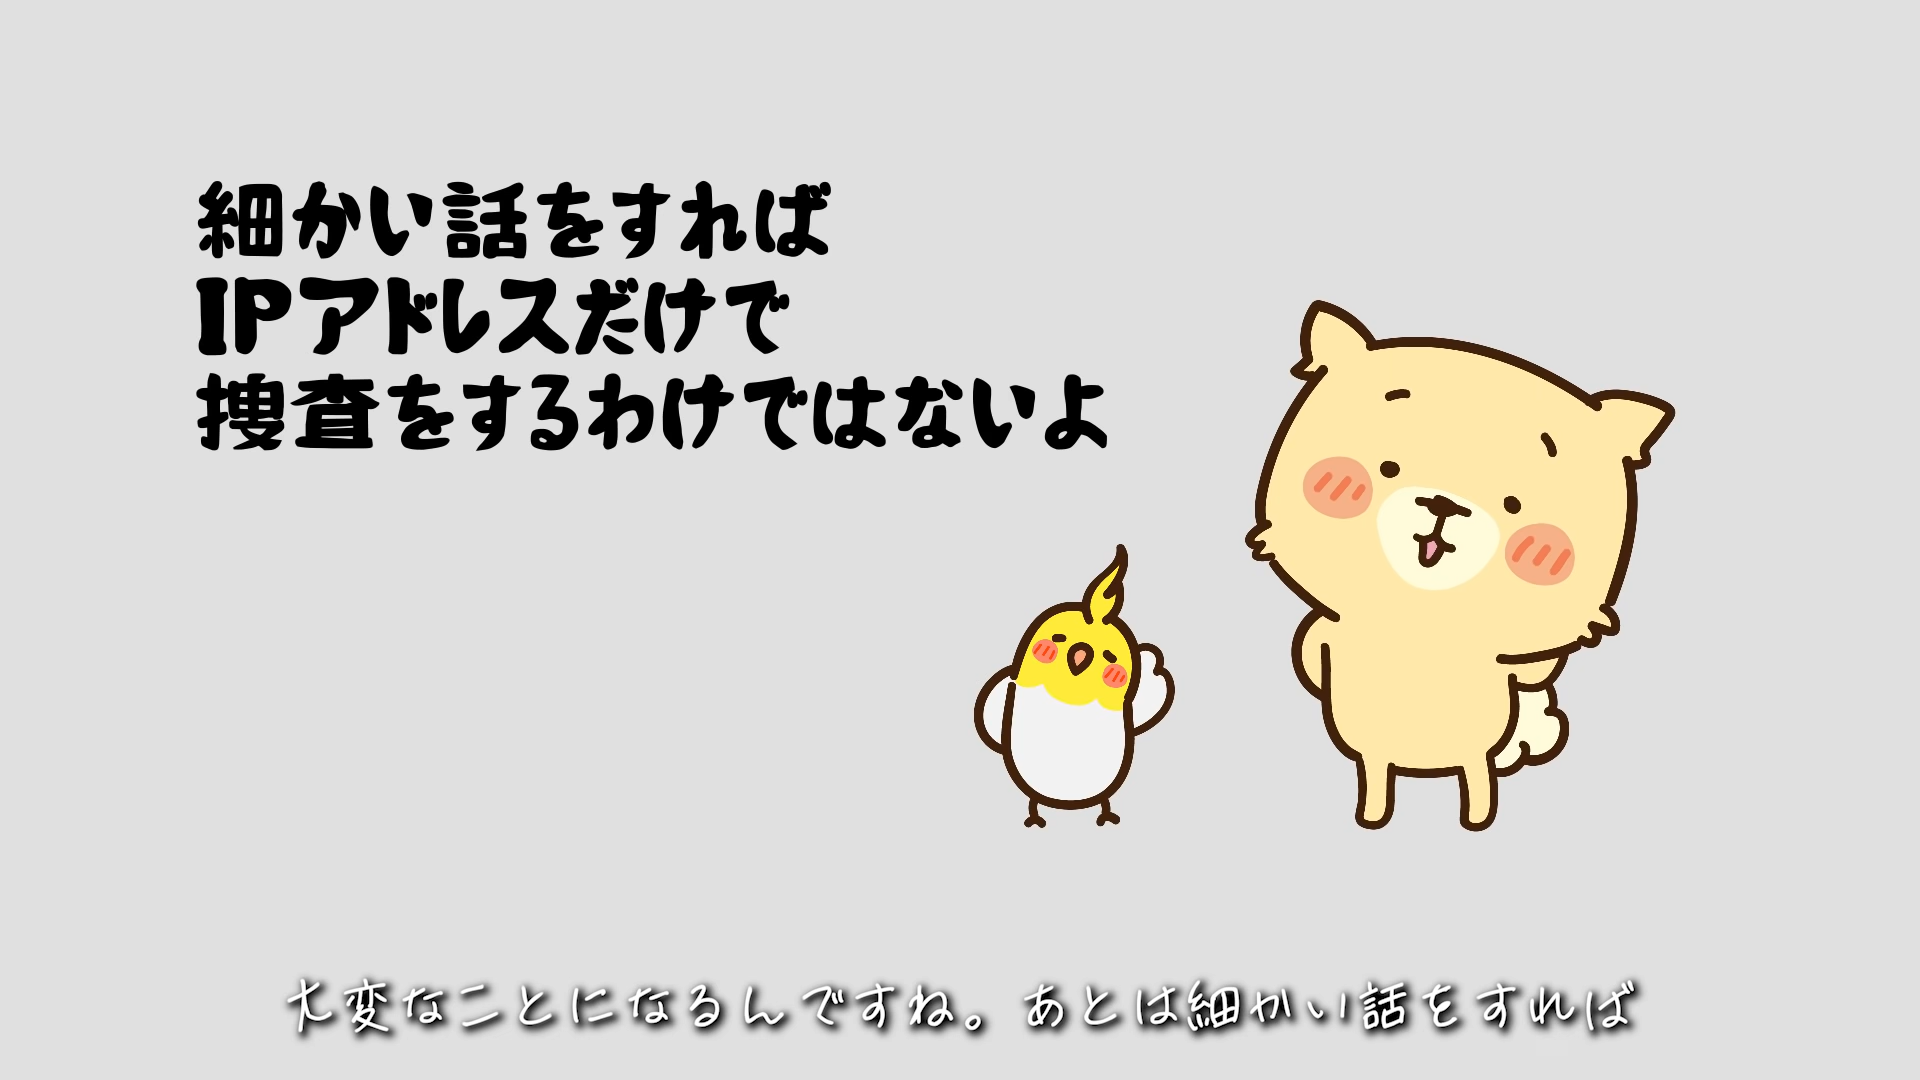 細かい話をすれば
IPアドレスだけで
捜査をするわけではないよ
大変なことになるんですね。あとは細かい話をすれば